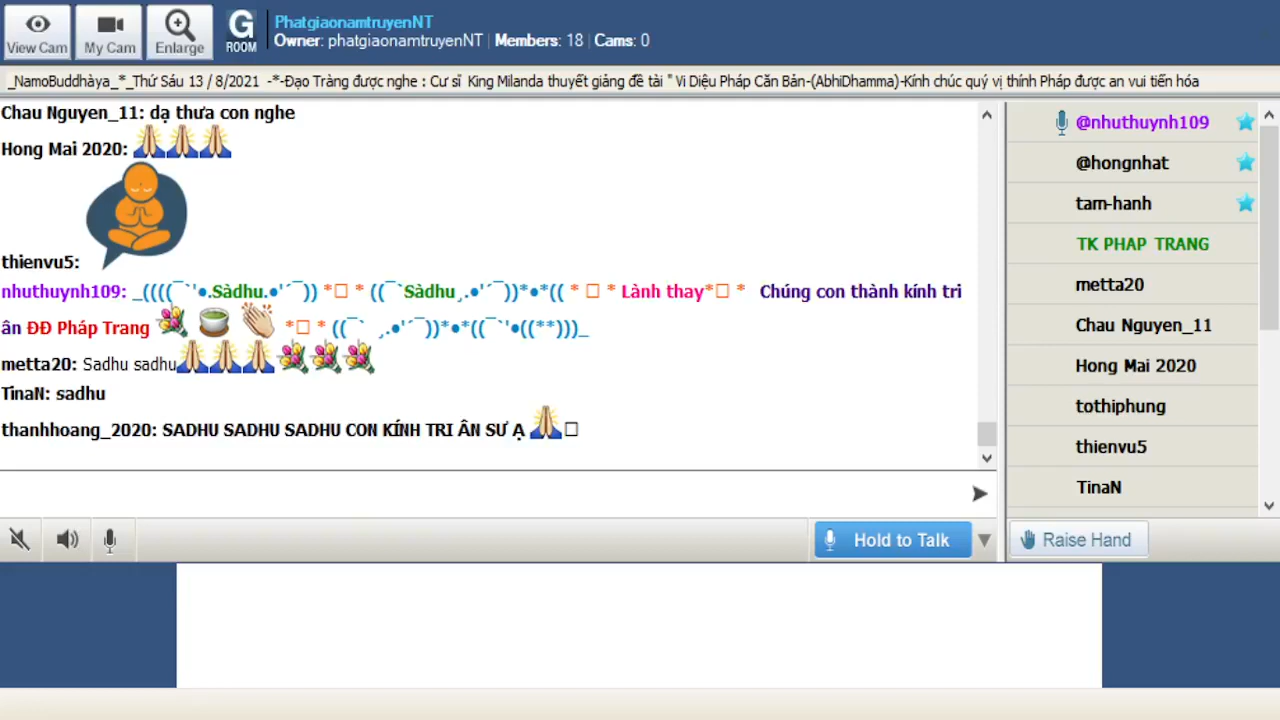 View Cam
My Cam
Enlarge
G
ROOM
PhatgiaonamtruyenNT
Owner: phatgiaonamtruyenNT | Members: 18 | Cams: 0
_NamoBuddhàya_*_Thứ Sáu 13 / 8/2021 -*-Đạo Tràng được nghe : Cư sĩ King Milanda thuyết giảng đề tài " Vi Diệu Pháp Căn Bản-(AbhiDhamma)-Kính chúc quý vị thính Pháp được an vui tiến hóa
Chau Nguyen_11: dạ thưa con nghe
Hong Mai 2020: 🙏🙏🙏
thienvu5:
nhuthuynh109: _((((¯`'●.Sàdhu.●'´¯)) *□ * ((¯`Sàdhu¸.●'´¯))*●*(( * □ * Lành thay*□ * Chúng con thành kính tri
ân ĐĐ Pháp Trang 💐🍵👏 *□ * ((¯` ¸.●'´¯))*●*((¯`'●((**)))_
metta20: Sadhu sadhu🙏🙏🙏💐💐💐
TinaN: sadhu
thanhhoang_2020: SADHU SADHU SADHU CON KÍNH TRI ÂN SƯ Ạ 🙏□
Hold to Talk
@nhuthuynh109
@hongnhat
tam-hanh
TK PHAP TRANG
metta20
Chau Nguyen_11
Hong Mai 2020
tothiphung
thienvu5
TinaN
Raise Hand